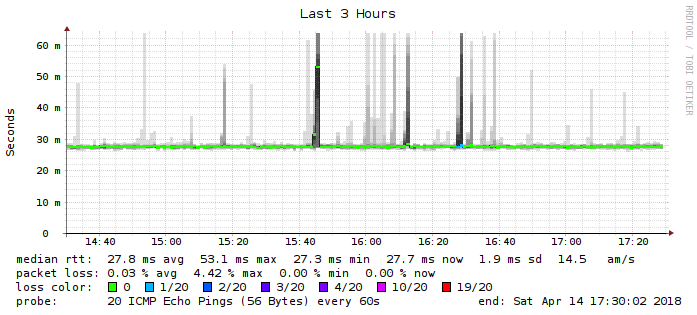 Last 3 Hours
RRDTOOL / TOBI OETIKER
Seconds
60 m
50 m
40 m
30 m
20 m
10 m
0
14:40 15:00 15:20 15:40 16:00 16:20 16:40 17:00 17:20
median rtt: 27.8 ms avg 53.1 ms max 27.3 ms min 27.7 ms now 1.9 ms sd 14.5 am/s
packet loss: 0.03 % avg 4.42 % max 0.00 % min 0.00 % now
loss color: 0 1/20 2/20 3/20 4/20 10/20 19/20
probe: 20 ICMP Echo Pings (56 Bytes) every 60s end: Sat Apr 14 17:30:02 2018